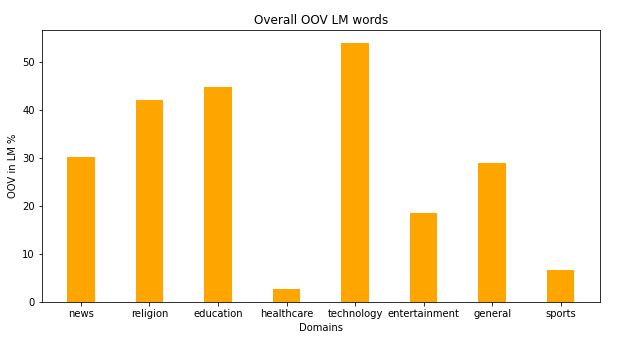 Overall OOV LM words
OOV in LM %
50
40
30
20
10
0
news religion education healthcare technology entertainment general sports
Domains